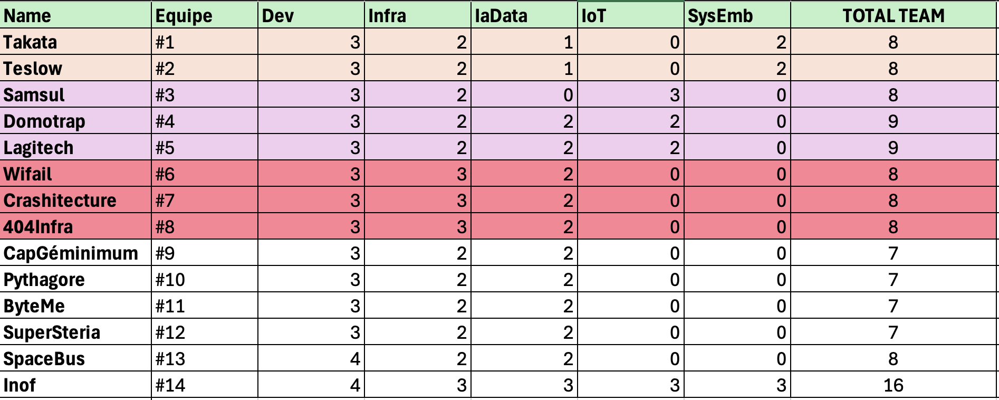 Name Equipe Dev Infra IaData IoT SysEmb TOTAL TEAM
Takata #1 3 2 1 0 2 8
Teslow #2 3 2 1 0 2 8
Samsul #3 3 2 0 3 0 8
Domotrap #4 3 2 2 2 0 9
Lagitech #5 3 2 2 2 0 9
Wifail #6 3 3 2 0 0 8
Crashitecture #7 3 3 2 0 0 8
404Infra #8 3 3 2 0 0 8
CapGéminimum #9 3 2 2 0 0 7
Pythagore #10 3 2 2 0 0 7
ByteMe #11 3 2 2 0 0 7
SuperSteria #12 3 2 2 0 0 7
SpaceBus #13 4 2 2 0 0 8
Inof #14 4 3 3 3 3 16